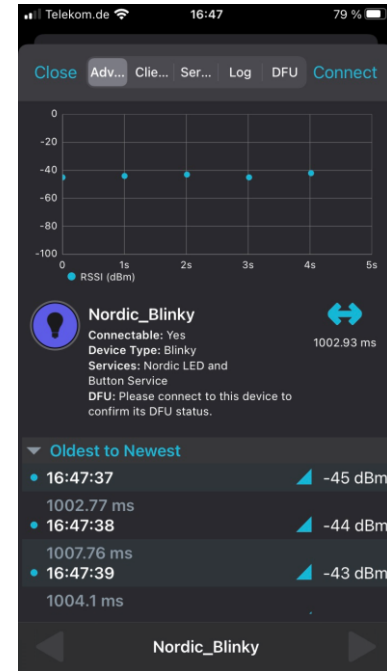 Telekom.de 16:47 79 %
Close Adv... Clie... Ser... Log DFU Connect
0
-20
-40
-60
-80
-100
0 1s 2s 3s 4s 5s
RSSI (dBm)
Nordic_Blinky
Connectable: Yes
Device Type: Blinky
Services: Nordic LED and
Button Service
DFU: Please connect to this device to
confirm its DFU status.
1002.93 ms
Oldest to Newest
16:47:37 -45 dBm
1002.77 ms
16:47:38 -44 dBm
1007.76 ms
16:47:39 -43 dBm
1004.1 ms
Nordic_Blinky